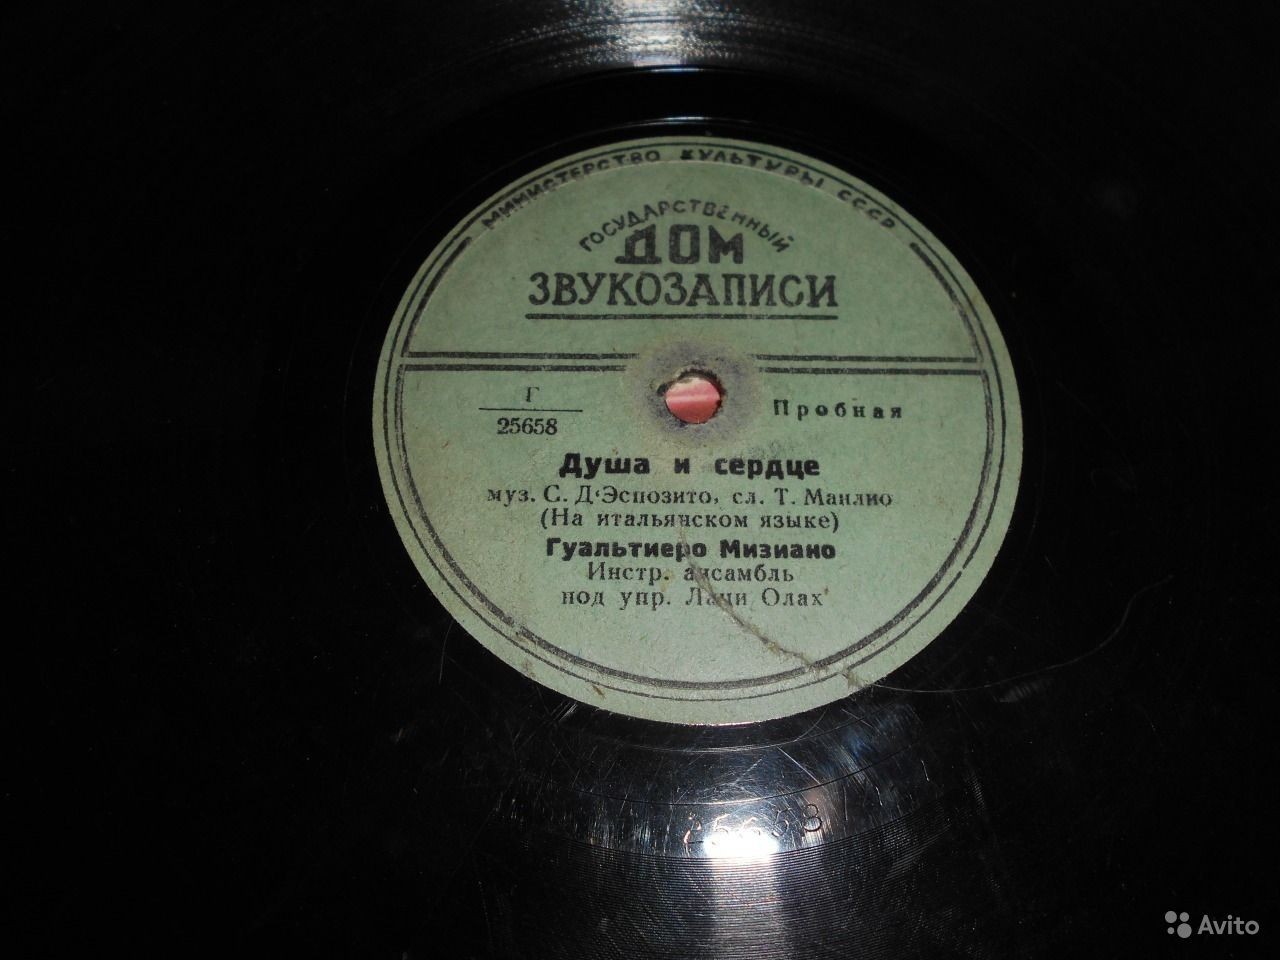 МИНИСТЕРСТВО КУЛЬТУРЫ СССР
ГОСУДАРСТВЕННЫЙ
ДОМ
ЗВУКОЗАПИСИ
Г
25658
Пробная
Душа и сердце
муз. С. Д'Эспозито, сл. Т. Манлио
(На итальянском языке)
Гуальтиеро Мизиано
Инстр. ансамбль
под упр. Лачи Олах
25658
Avito